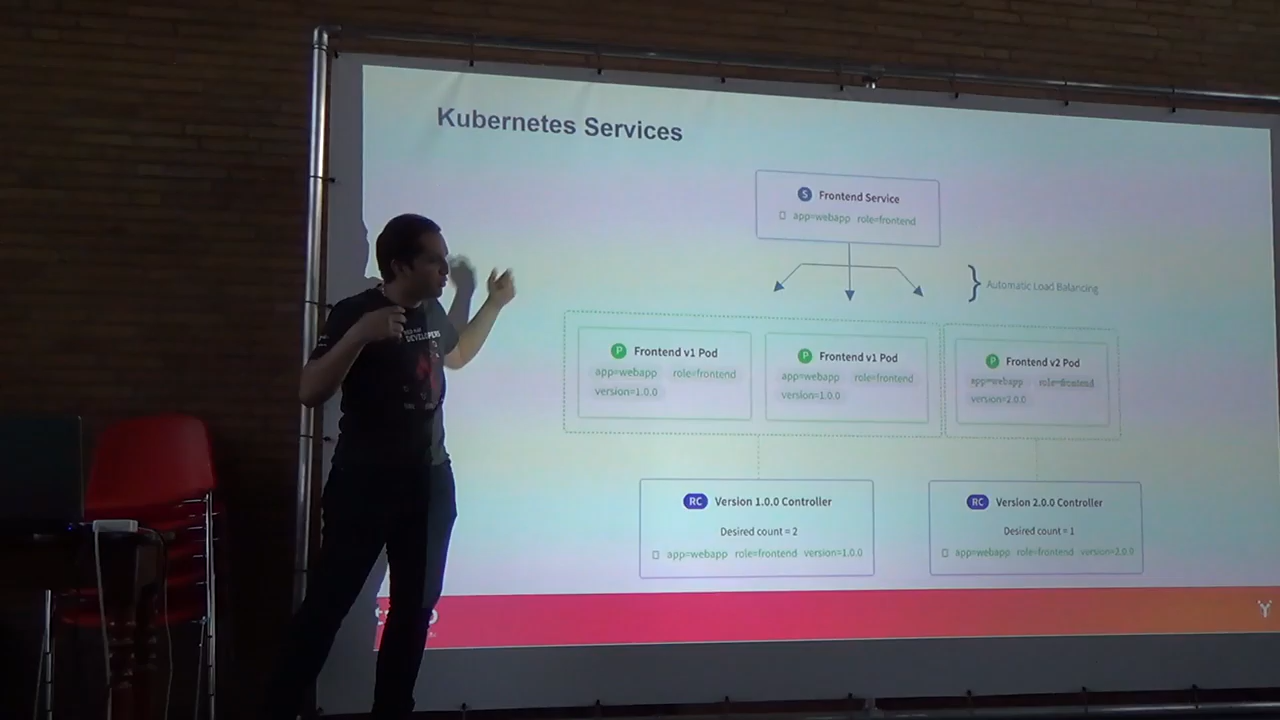 Kubernetes Services
S Frontend Service
app=webapp role=frontend
Automatic Load Balancing
P Frontend v1 Pod
app=webapp role=frontend
version=1.0.0
P Frontend v1 Pod
app=webapp role=frontend
version=1.0.0
P Frontend v2 Pod
app=webapp role=frontend
version=2.0.0
RC Version 1.0.0 Controller
Desired count = 2
app=webapp role=frontend version=1.0.0
RC Version 2.0.0 Controller
Desired count = 1
app=webapp role=frontend version=2.0.0
DEVELOPERS